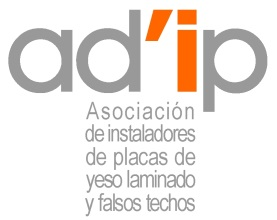 ad'ip
Asociación
de instaladores
de placas de
yeso laminado
y falsos techos